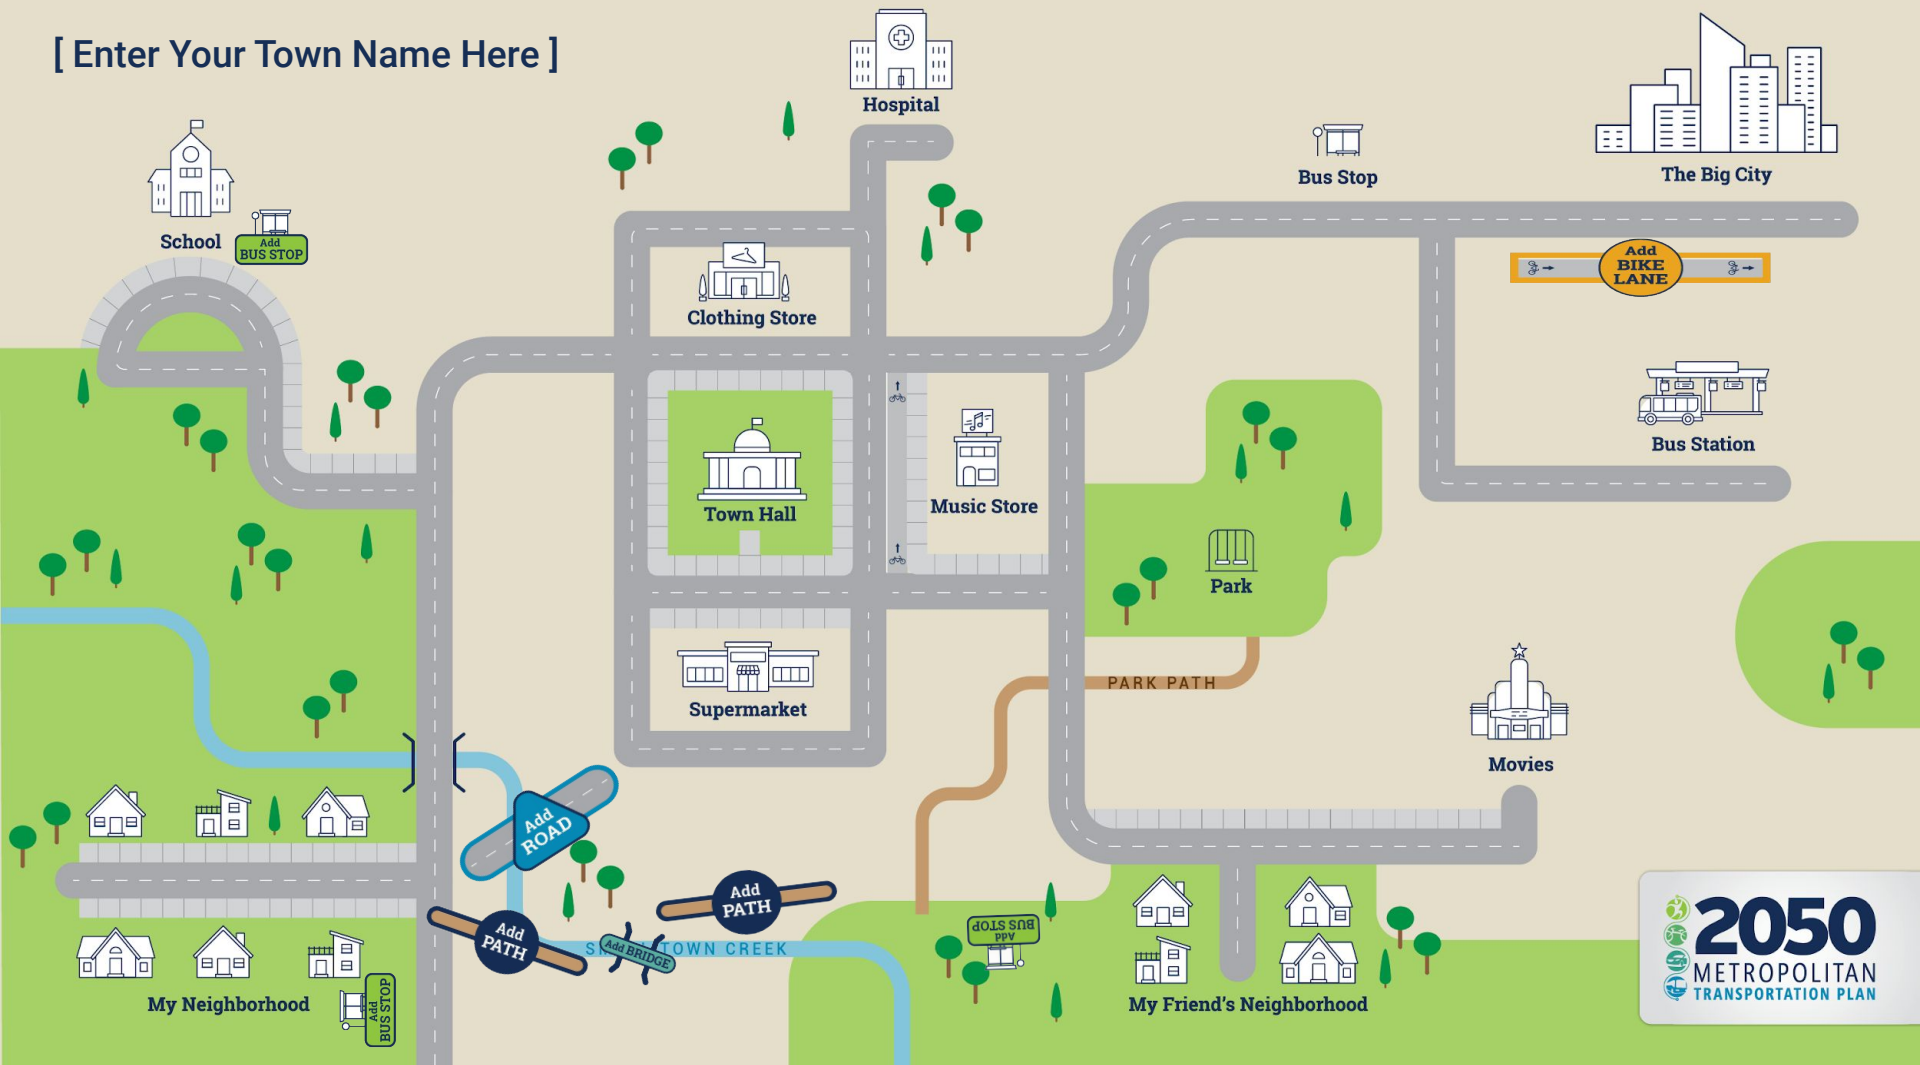 [ Enter Your Town Name Here ]
Hospital
Bus Stop
The Big City
School
Add
BUS STOP
Add
BIKE
LANE
Clothing Store
Bus Station
Music Store
Town Hall
Park
PARK PATH
Supermarket
Movies
Add
ROAD
Add
PATH
Add
PATH
Add BRIDGE
TOWN CREEK
Add
BUS STOP
My Neighborhood
Add
BUS STOP
My Friend's Neighborhood
2050
METROPOLITAN
TRANSPORTATION PLAN